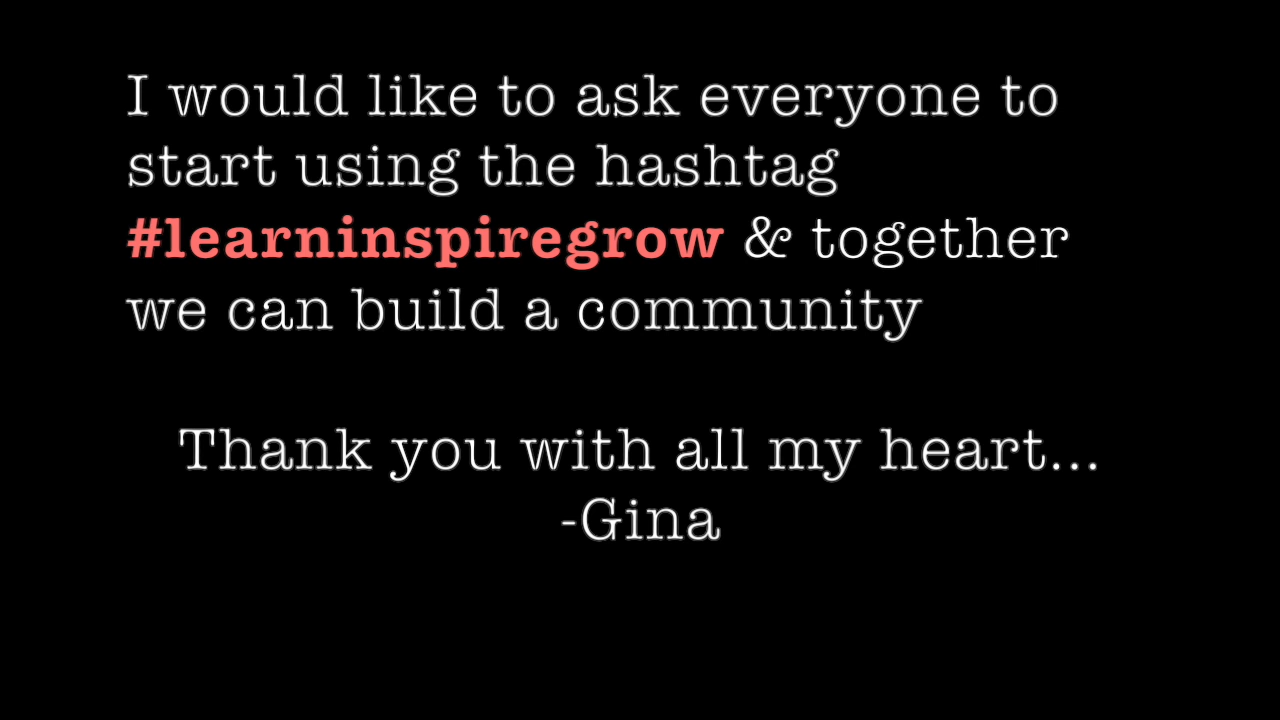 I would like to ask everyone to
start using the hashtag
#learninspiregrow & together
we can build a community
Thank you with all my heart...
-Gina